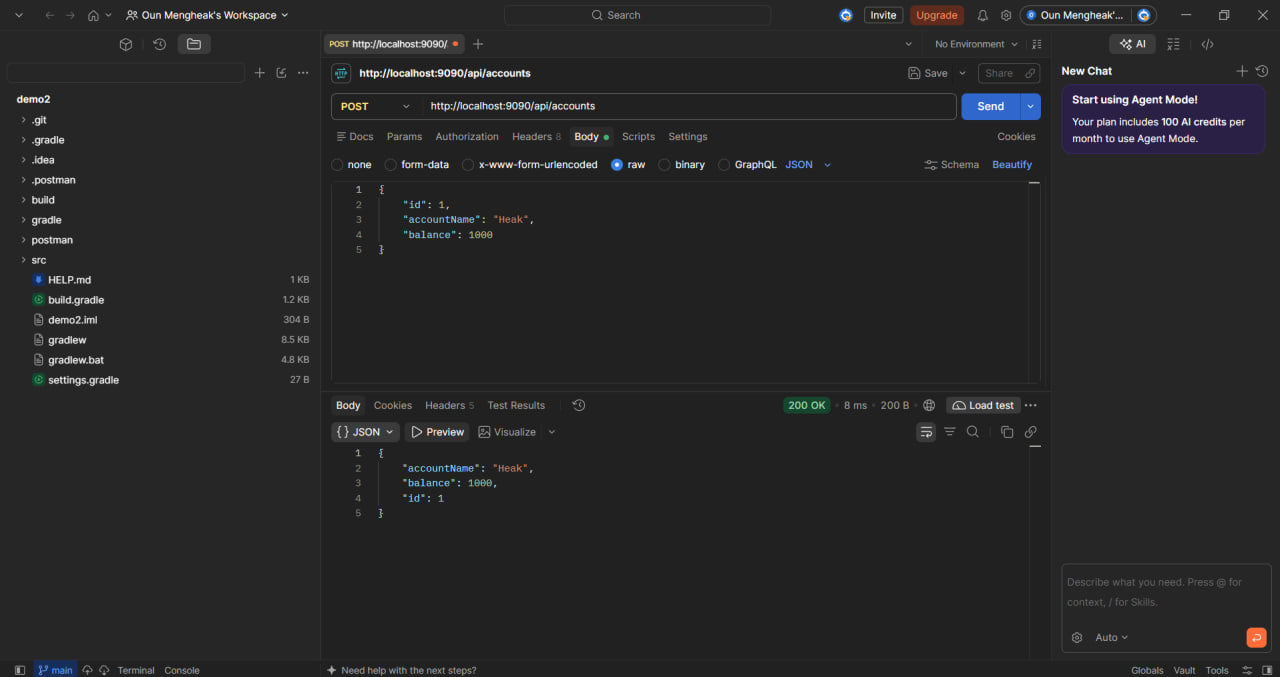 Oun Mengheak's Workspace
Search
Invite
Upgrade
Oun Mengheak'...
demo2
.git
.gradle
.idea
.postman
build
gradle
postman
src
HELP.md 1 KB
build.gradle 1.2 KB
demo2.iml 304 B
gradlew 8.5 KB
gradlew.bat 4.8 KB
settings.gradle 27 B
POST http://localhost:9090/.
No Environment
HTTP http://localhost:9090/api/accounts
Save
Share
POST http://localhost:9090/api/accounts
Send
Docs Params Authorization Headers 8 Body Scripts Settings Cookies
none form-data x-www-form-urlencoded raw binary GraphQL JSON Schema Beautify
1 {
2 "id": 1,
3 "accountName": "Heak",
4 "balance": 1000
5 }
Body Cookies Headers 5 Test Results 200 OK 8 ms 200 B Load test
{} JSON Preview Visualize
1 {
2 "accountName": "Heak",
3 "balance": 1000,
4 "id": 1
5 }
AI
New Chat
Start using Agent Mode!
Your plan includes 100 AI credits per
month to use Agent Mode.
Describe what you need. Press @ for
context, / for Skills.
Auto
main Terminal Console Need help with the next steps? Globals Vault Tools